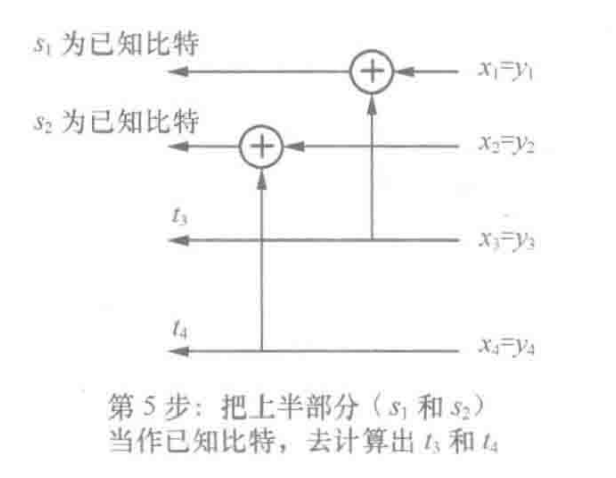 s₁ 为已知比特
x₁=y₁
s₂ 为已知比特
x₂=y₂
t₃
x₃=y₃
t₄
x₄=y₄
第 5 步：把上半部分（s₁ 和 s₂）
当作已知比特，去计算出 t₃ 和 t₄